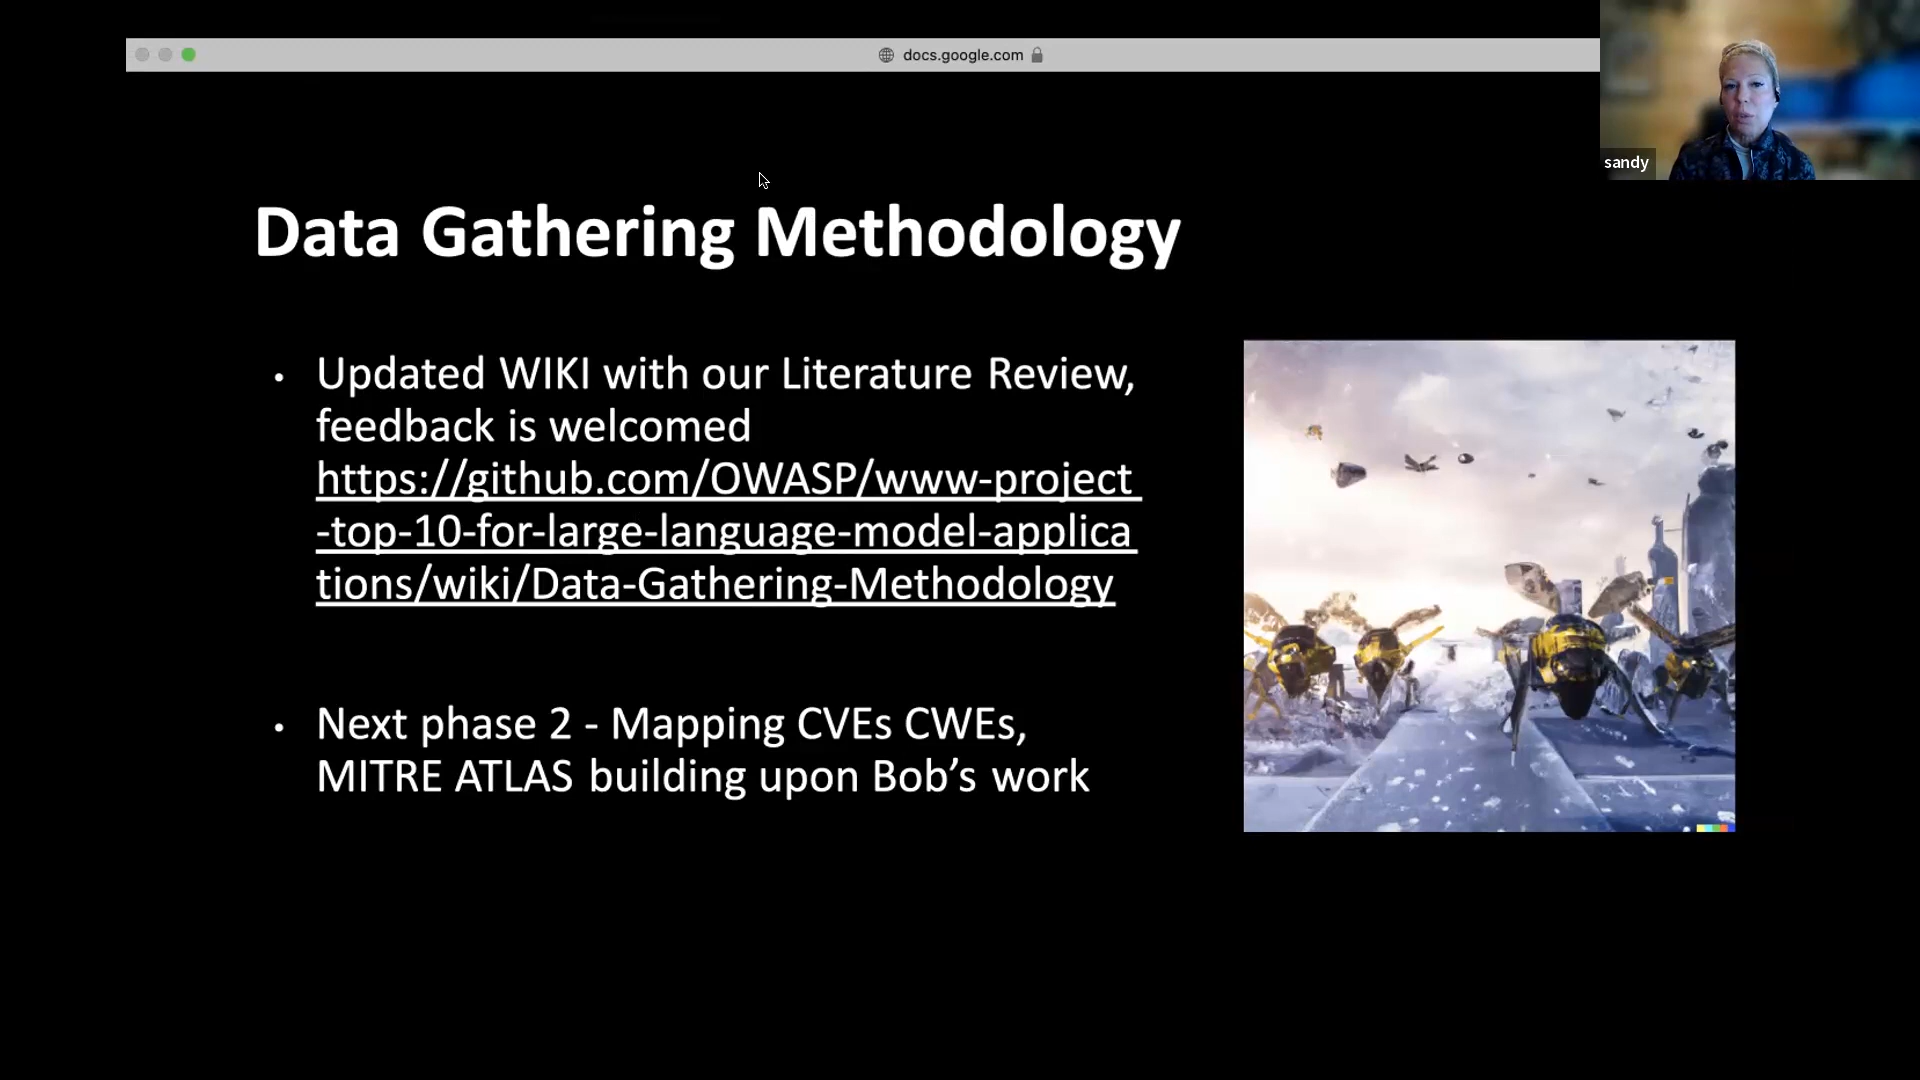 docs.google.com
sandy
Data Gathering Methodology
• Updated WIKI with our Literature Review,
feedback is welcomed
https://github.com/OWASP/www-project
-top-10-for-large-language-model-applica
tions/wiki/Data-Gathering-Methodology
• Next phase 2 - Mapping CVEs CWEs,
MITRE ATLAS building upon Bob’s work